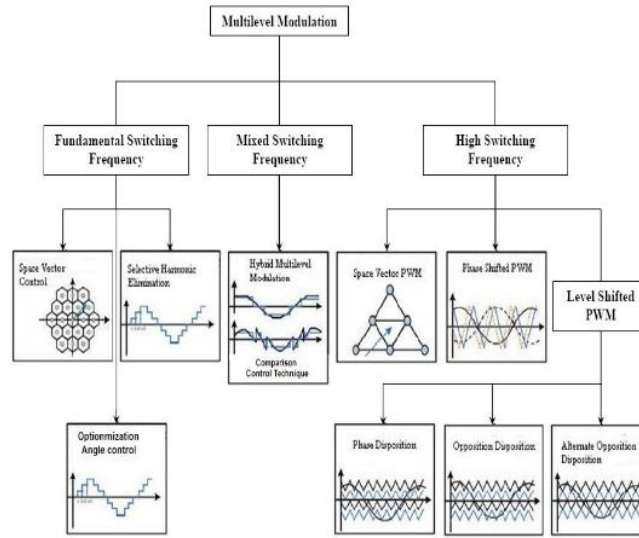 Multilevel Modulation
Fundamental Switching
Frequency
Mixed Switching
Frequency
High Switching
Frequency
Space Vector
Control
Selective Harmonic
Elimination
Hybrid Multilevel
Modulation
Comparison
Control Technique
Space Vector PWM
Phase Shifted PWM
Level Shifted
PWM
Optionmization
Angle control
Phase Disposition
Opposition Disposition
Alternate Opposition
Disposition